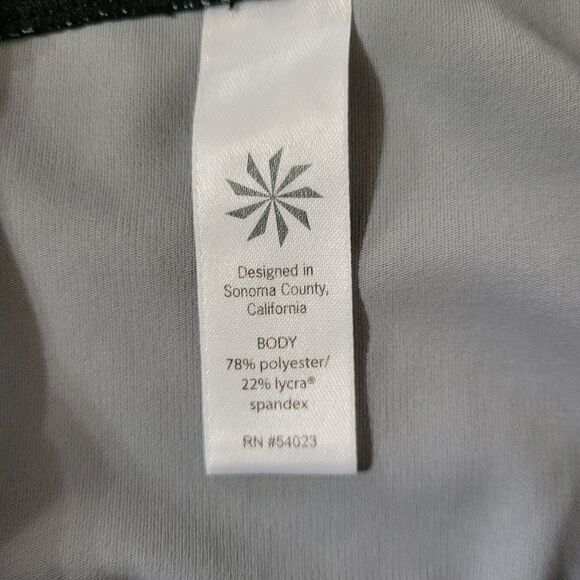 Designed in
Sonoma County,
California
BODY
78% polyester/
22% lycra®
spandex
RN #54023